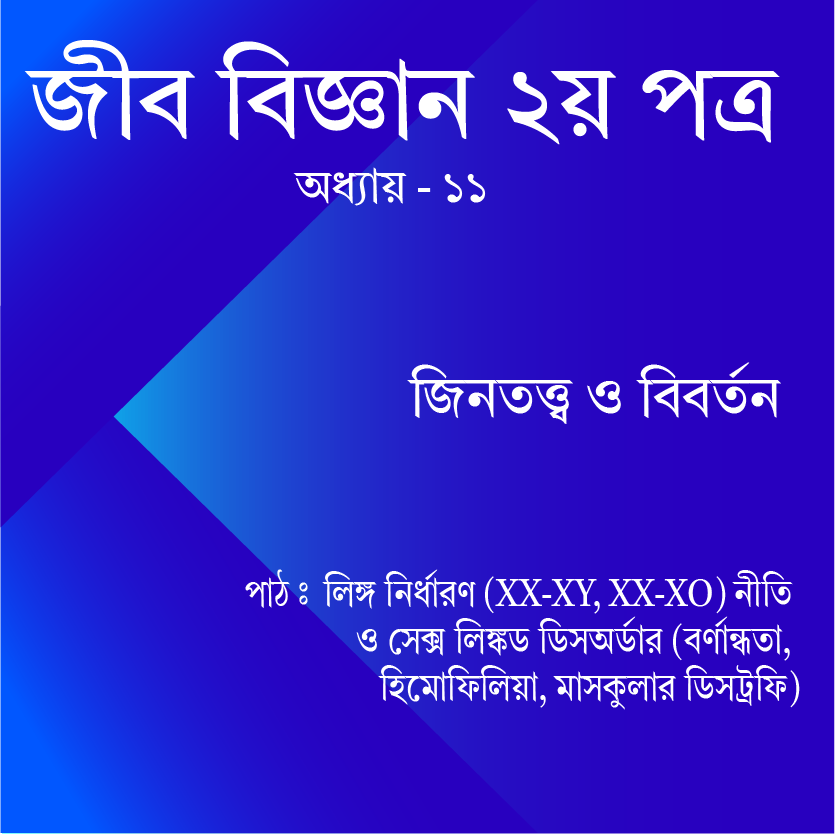 জীব বিজ্ঞান ২য় পত্র
অধ্যায় - ১১
জিনতত্ত্ব ও বিবর্তন
পাঠ ঃ লিঙ্গ নির্ধারণ (XX-XY, XX-XO) নীতি
ও সেক্স লিঙ্কড ডিসঅর্ডার (বর্ণান্ধতা,
হিমোফিলিয়া, মাসকুলার ডিসট্রফি)